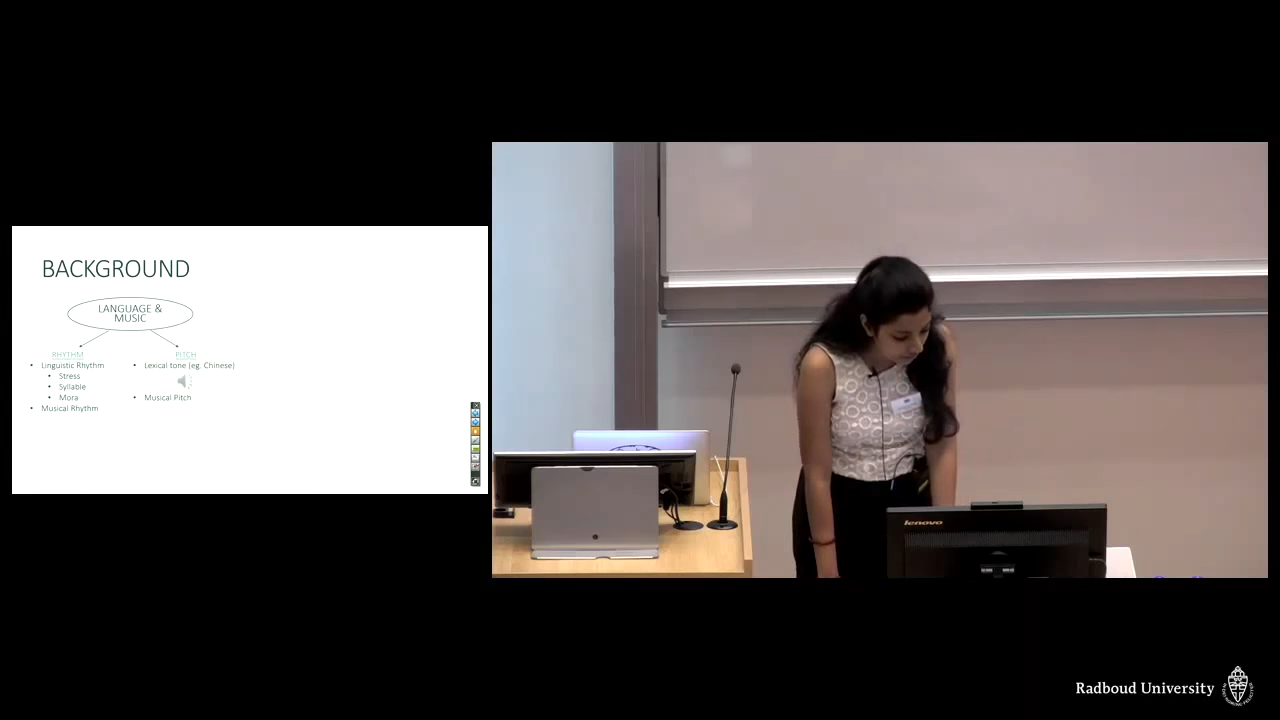 BACKGROUND
LANGUAGE &
MUSIC
RHYTHM
• Linguistic Rhythm
• Stress
• Syllable
• Mora
• Musical Rhythm
PITCH
• Lexical tone (eg. Chinese)
• Musical Pitch
lenovo
Radboud University